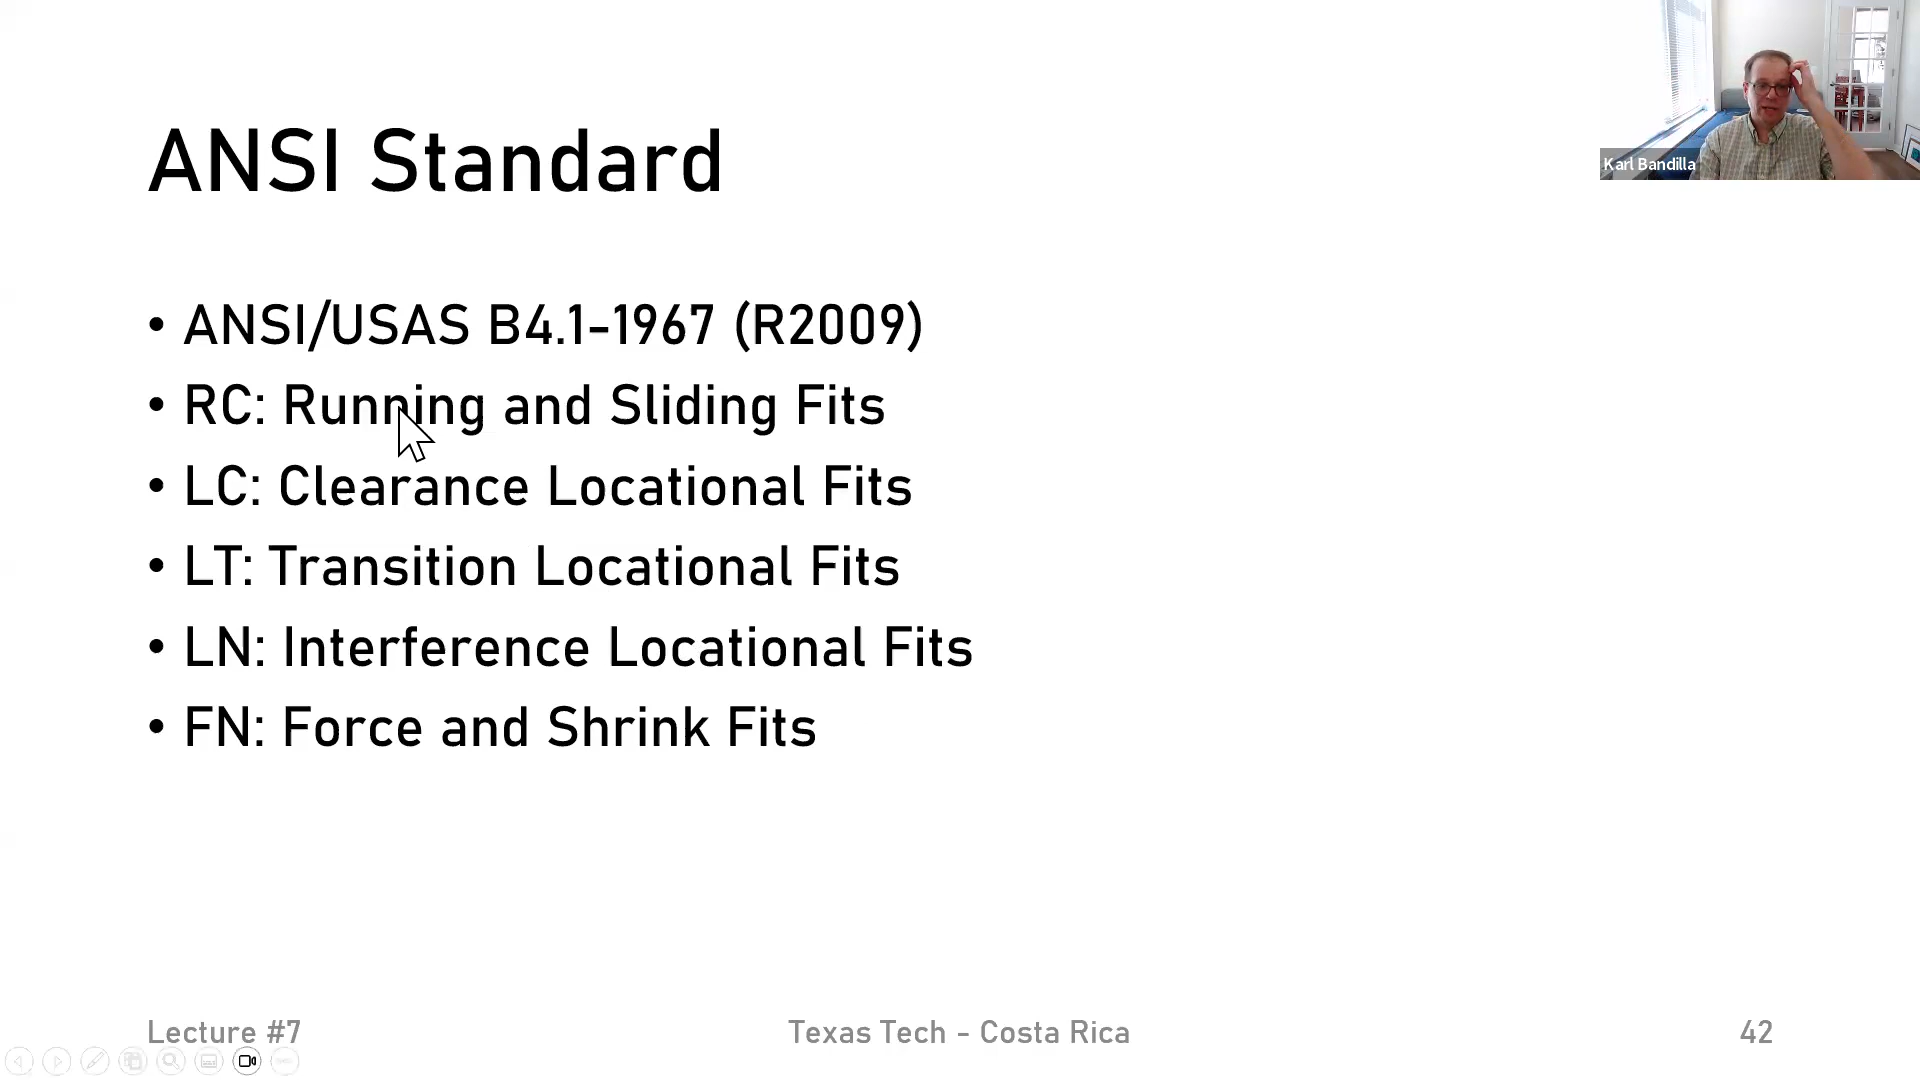 Karl Bandilla
ANSI Standard
• ANSI/USAS B4.1-1967 (R2009)
• RC: Running and Sliding Fits
• LC: Clearance Locational Fits
• LT: Transition Locational Fits
• LN: Interference Locational Fits
• FN: Force and Shrink Fits
Lecture #7
Texas Tech - Costa Rica
42